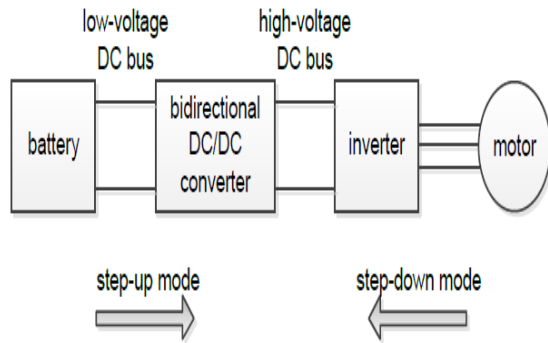 low-voltage
DC bus
high-voltage
DC bus
battery
bidirectional
DC/DC
converter
inverter
motor
step-up mode
step-down mode